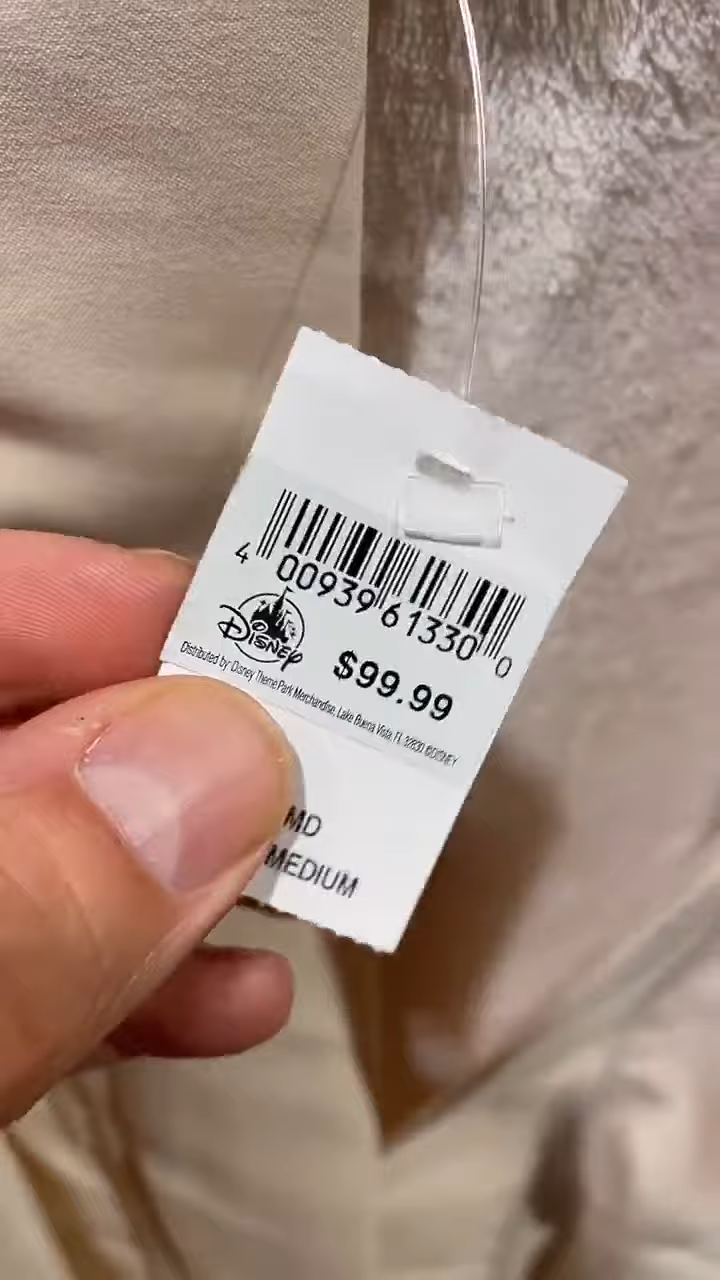 4 00939 61330 0
Disney
$99.99
Distributed by: Disney Theme Park Merchandise, Lake Buena Vista, FL 32830 ©DISNEY
MD
MEDIUM